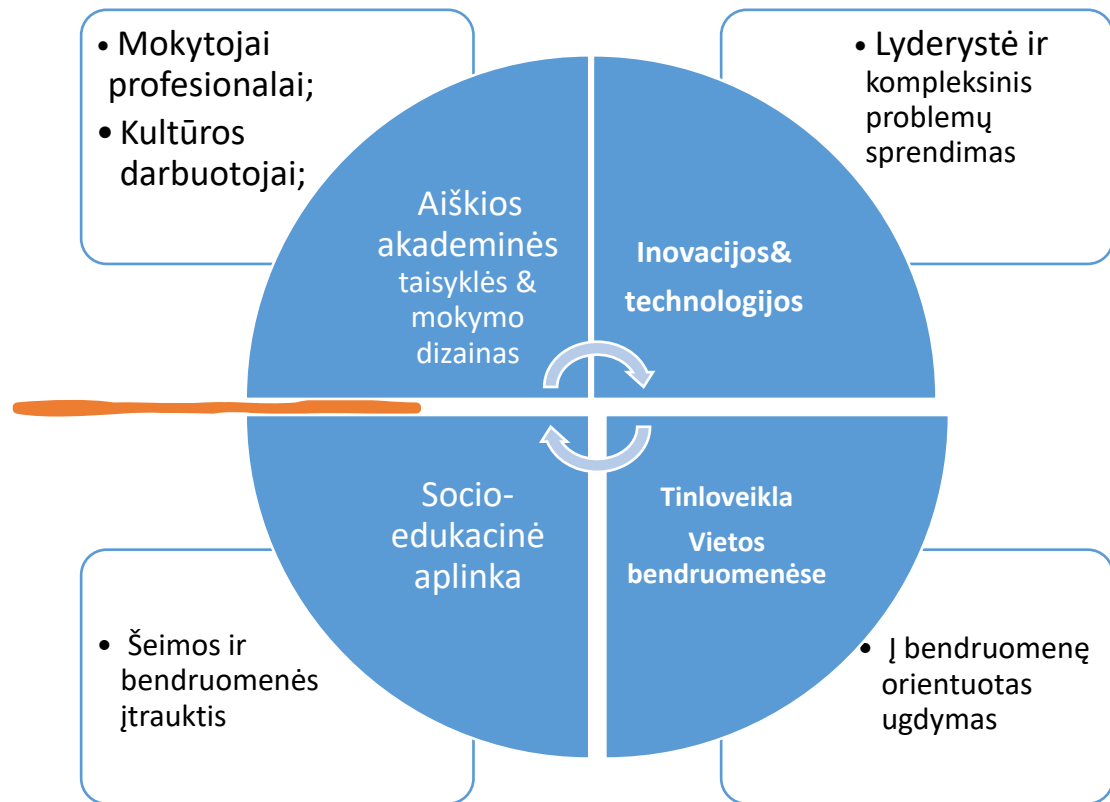 • Mokytojai
profesionalai;
• Kultūros
darbuotojai;
• Lyderystė ir
kompleksinis
problemų
sprendimas
Aiškios
akademinės
taisyklės &
mokymo
dizainas
Inovacijos&
technologijos
Socio-
edukacinė
aplinka
Tinloveikla
Vietos
bendruomenėse
• Šeimos ir
bendruomenės
įtrauktis
• Į bendruomenę
orientuotas
ugdymas